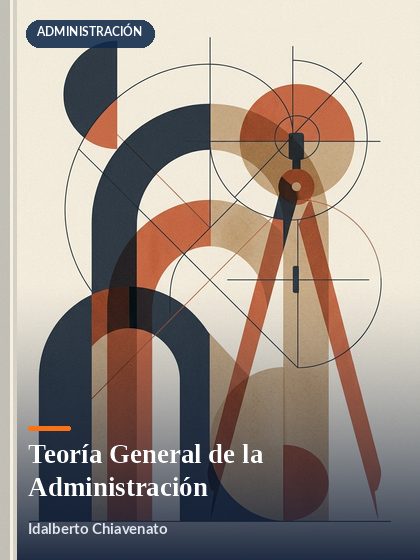 ADMINISTRACIÓN
Teoría General de la
Administración
Idalberto Chiavenato